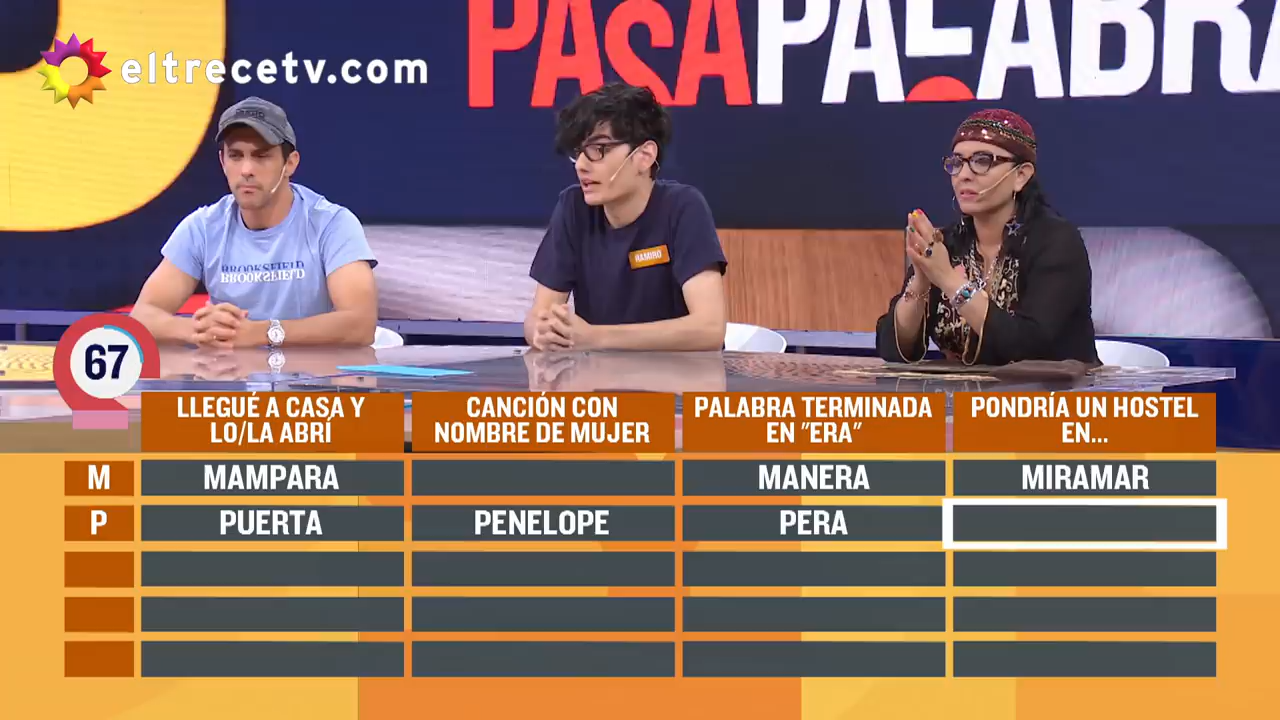 PASAPALABRA
eltrecetv.com
BROOKSFIELD
BROOKSFIELD
RAMIRO
67
LLEGUÉ A CASA Y
LO/LA ABRÍ
CANCIÓN CON
NOMBRE DE MUJER
PALABRA TERMINADA
EN "ERA"
PONDRÍA UN HOSTEL
EN...
M MAMPARA MANERA MIRAMAR
P PUERTA PENELOPE PERA